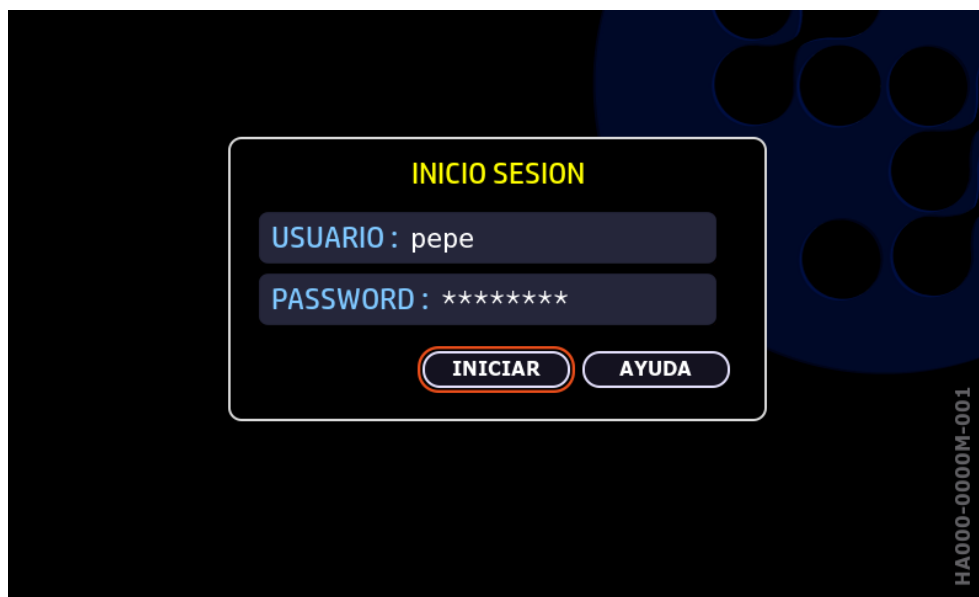 INICIO SESION
USUARIO : pepe
PASSWORD : ********
INICIAR AYUDA
HA000-0000M-001